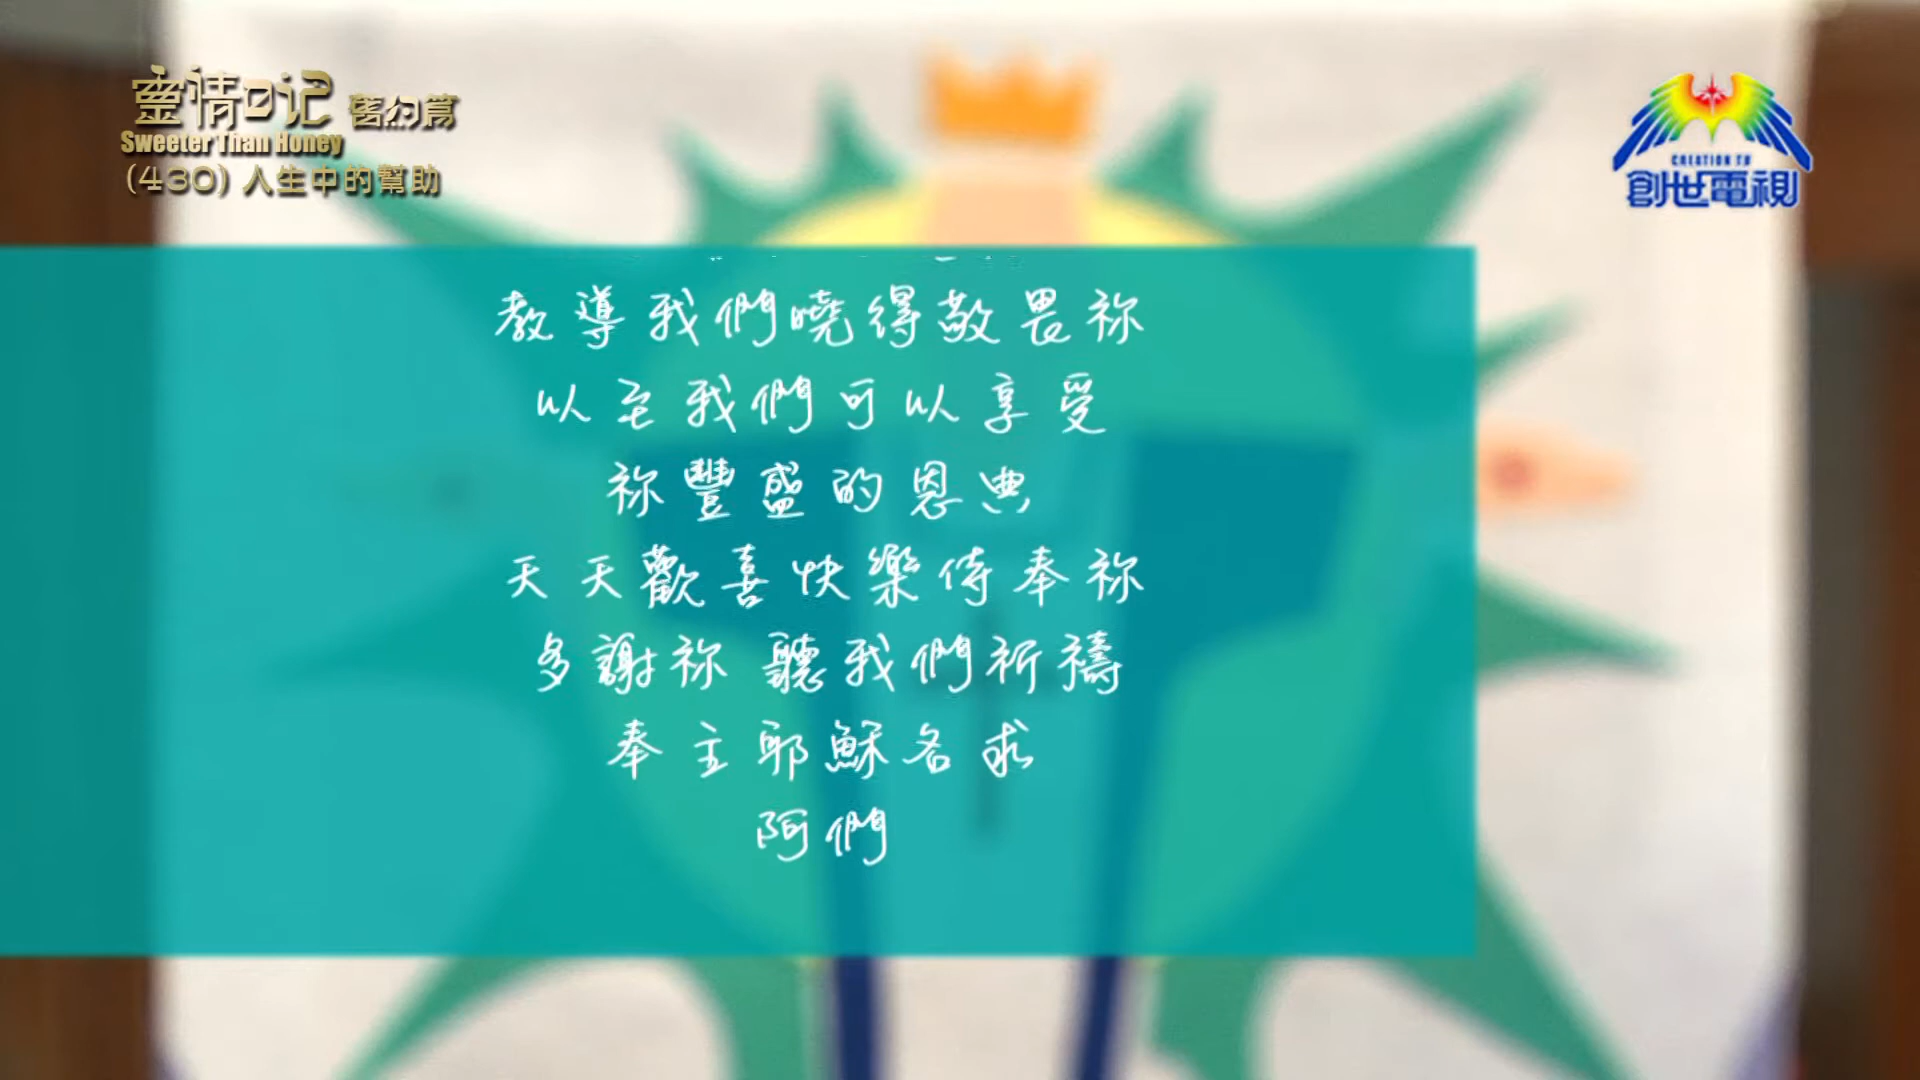 靈情日记 舊幻篇
Sweeter Than Honey
(430) 人生中的幫助
CREATION TV
創世電視
教導我們曉得敬畏祢
以至我們可以享受
祢豐盛的恩典
天天歡喜快樂侍奉祢
多謝祢 聽我們祈禱
奉主耶穌名求
阿們